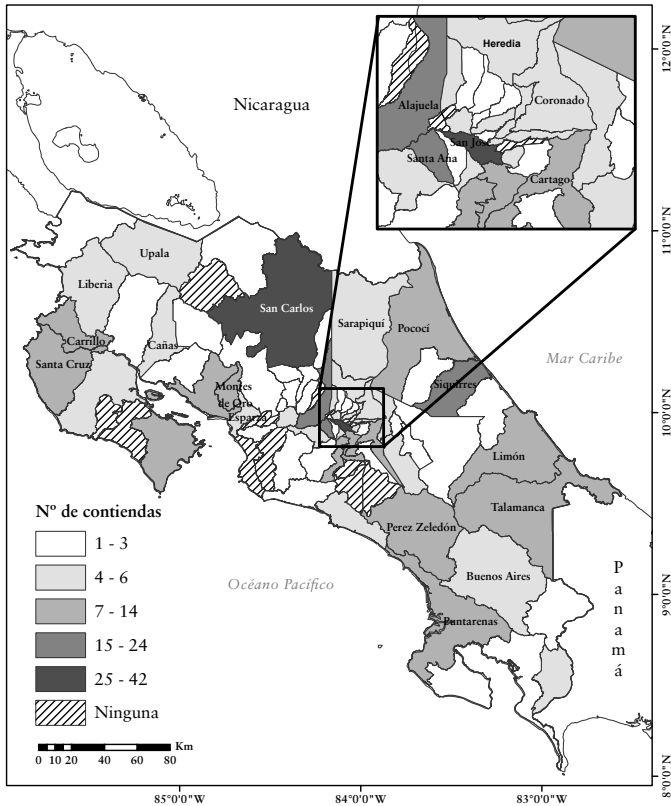 Heredia
Coronado
Alajuela
San José
Santa Ana
Cartago
12°0'0"N
11°0'0"N
10°0'0"N
9°0'0"N
8°0'0"N
Nicaragua
Upala
Liberia
San Carlos
Sarapiquí
Pococí
Carrillo
Cañas
Santa Cruz
Mar Caribe
Siquirres
Montes
de Oro
Esparza
Limón
Talamanca
Perez Zeledón
Buenos Aires
Océano Pacífico
Puntarenas
P
a
n
a
m
á
Nº de contiendas
1 - 3
4 - 6
7 - 14
15 - 24
25 - 42
Ninguna
Km
0 10 20 40 60 80
85°0'0"W
84°0'0"W
83°0'0"W